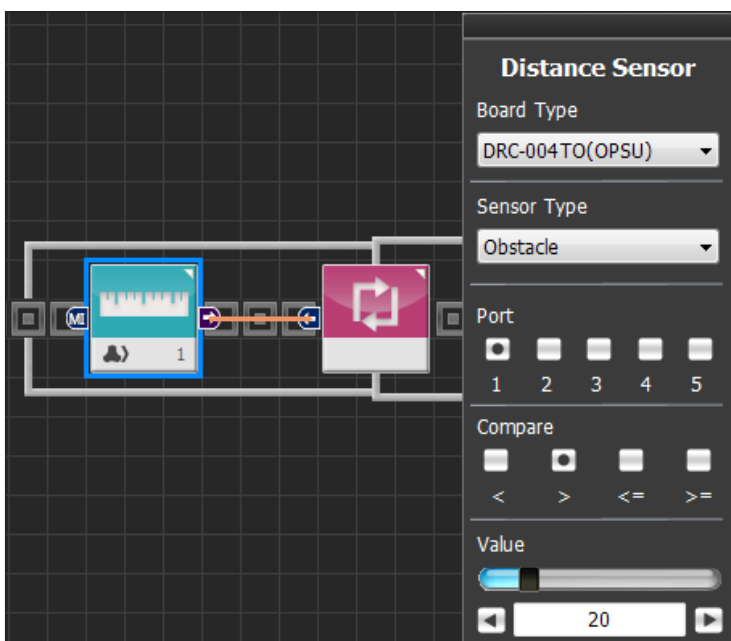 Distance Sensor
Board Type
DRC-004TO(OPSU)
Sensor Type
Obstacle
Port
1 2 3 4 5
Compare
< > <= >=
Value
20
MI
1